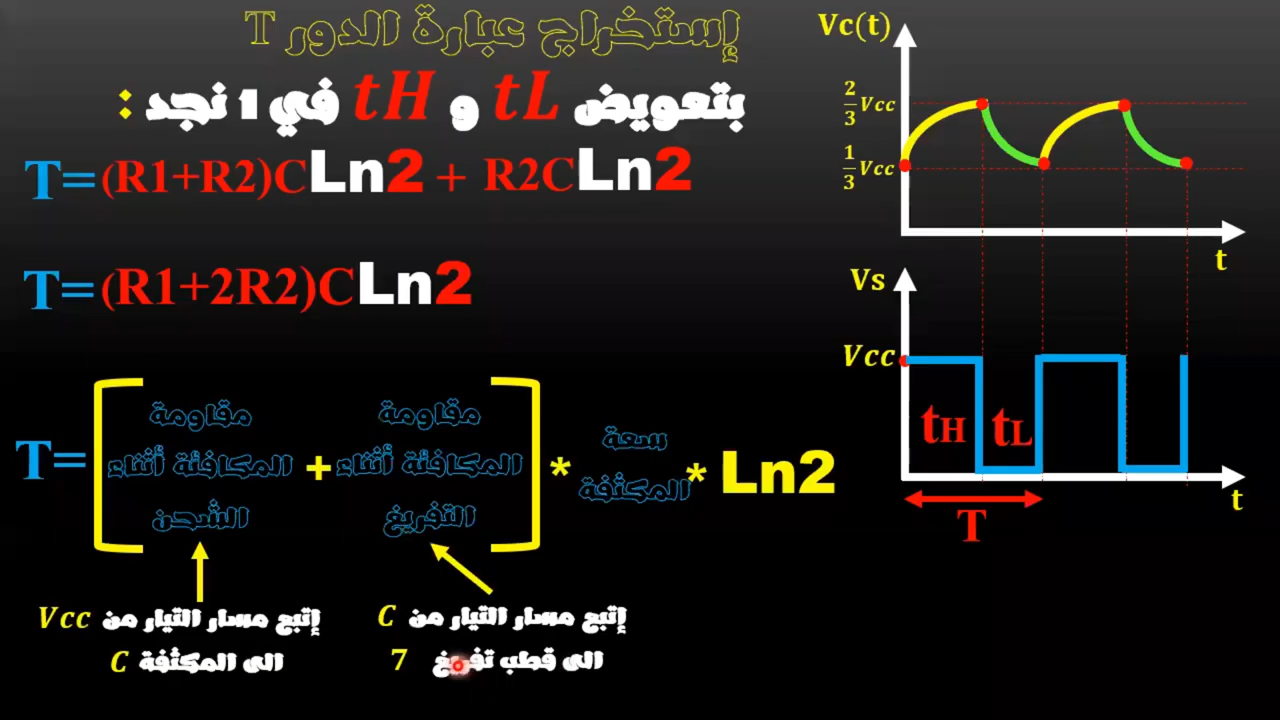 إستخراج عبارة الدور T
بتعويض tL و tH في 1 نجد :
T=(R1+R2)CLn2 + R2CLn2
T=(R1+2R2)CLn2
T=[مقاومة المكافئة أثناء الشحن + مقاومة المكافئة أثناء التفريغ] * سعة المكثفة * Ln2
إتبع مسار التيار من Vcc
الى المكثفة C
إتبع مسار التيار من C
الى قطب تفريغ 7
Vc(t)
2/3 Vcc
1/3 Vcc
t
Vs
Vcc
tH tL
t
T